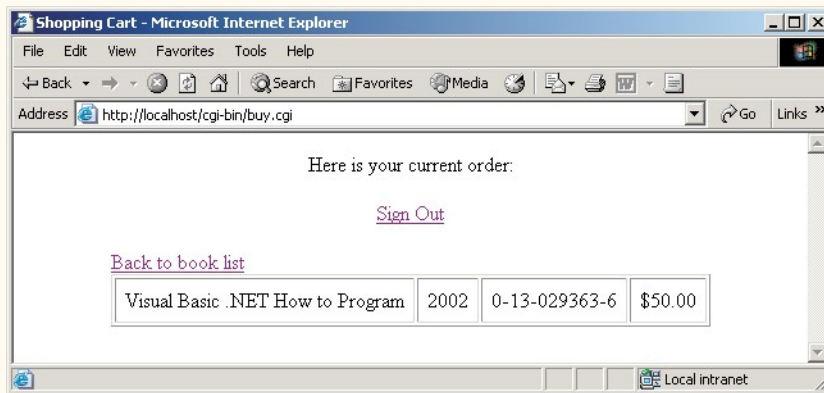 Shopping Cart - Microsoft Internet Explorer
File Edit View Favorites Tools Help
Back Search Favorites Media
Address http://localhost/cgi-bin/buy.cgi Go Links »
Here is your current order:
Sign Out
Back to book list
Visual Basic .NET How to Program 2002 0-13-029363-6 $50.00
Local intranet